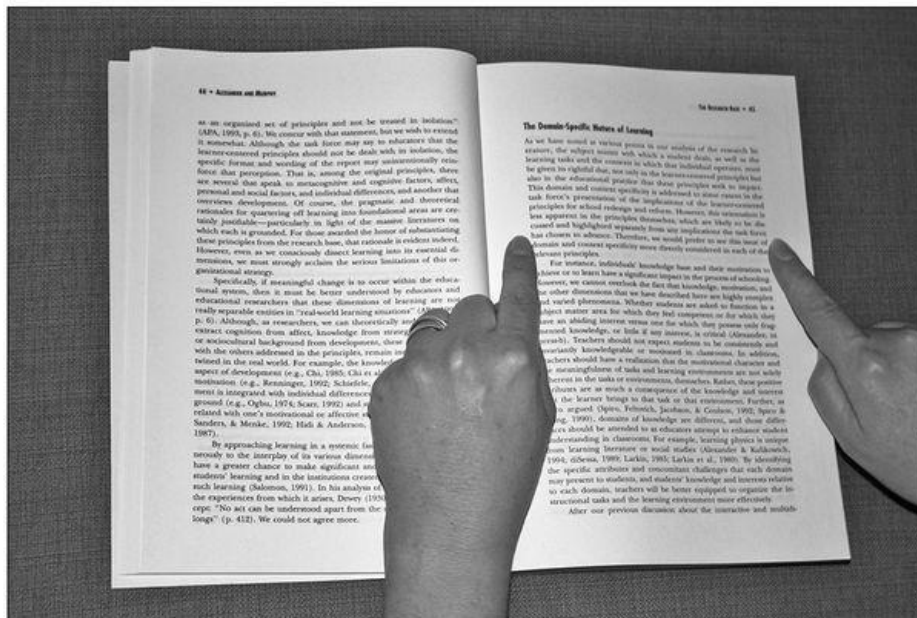 44 • ALEXANDER AND MURPHY
as an organized set of principles and not be treated in isolation"
(APA, 1993, p. 6). We concur with that statement, but we wish to extend
it somewhat. Although the task force may say to educators that the
learner-centered principles should not be dealt with in isolation, the
specific format and wording of the report may unintentionally rein-
force that perception. That is, among the original principles, three
are several that speak to metacognitive and cognitive factors, affect,
personal and social factors, and individual differences, and another that
overviews development. Of course, the pragmatic and theoretical
rationales for quartering off learning into foundational areas are cer-
tainly justifiable—particularly in light of the massive literatures on
which each is grounded. For those awarded the honor of substantiating
these principles from the research base, that rationale is evident indeed.
However, even as we consciously dissect learning into its essential di-
mensions, we must strongly acclaim the serious limitations of this or-
ganizational strategy.
Specifically, if meaningful change is to occur within the educa-
tional system, then it must be better understood by educators and
educational researchers that these dimensions of learning are not
really separable entities in "real-world learning situations"
p. 6). Although, as researchers, we can theoretically
extract cognition from affect, knowledge from
or sociocultural background from development, these
with the others addressed in the principles, remain
twined in the real world. For example, the
aspect of development (e.g., Chi, 1985; Chi et
motivation (e.g., Renninger, 1992; Schiefele,
ment is integrated with individual differences
ground (e.g., Ogbu, 1974; Scarr, 1992) and
related with one's motivational or affective
Sanders, & Menke, 1992; Hidi & Anderson,
1987).
By approaching learning in a systemic
neously to the interplay of its various
have a greater chance to make significant
students' learning and in the institutions
such learning (Salomon, 1991). In his analysis of
the experiences from which it arises, Dewey
cept: "No act can be understood apart from the
longs" (p. 412). We could not agree more.
THE RESEARCH BASE • 45
The Domain-Specific Nature of Learning
As we have noted at various points in our analysis of the research lit-
erature, the subject matter with which a student deals, as well as the
learning tasks and the context in which that individual operates, must
be given its rightful due, not only in the learner-centered principles but
also in the educational practice that these principles seek to impact.
This domain and context specificity is addressed to some extent in the
task force's presentation of the implications of the learner-centered
principles for school redesign and reform. However, this orientation is
less apparent in the principles themselves, which are likely to be dis-
cussed and highlighted separately from any implications the task force
has chosen to advance. Therefore, we would prefer to see this issue of
domain and context specificity more directly considered in each of the
relevant principles.
For instance, individuals' knowledge base and their motivation to
achieve or to learn have a significant impact in the process of schooling.
However, we cannot overlook the fact that knowledge, motivation, and
the other dimensions that we have described here are highly complex
and varied phenomena. Whether students are asked to function in a
subject matter area for which they feel competent or for which they
have an abiding interest versus one for which they possess only frag-
mented knowledge, or little if any interest, is critical (Alexander, in
press-b). Teachers should not expect students to be consistently and
invariantly knowledgeable or motivated in classrooms. In addition,
teachers should have a realization that the motivational character and
meaningfulness of tasks and learning environments are not solely
inherent in the tasks or environments, themselves. Rather, these positive
attributes are as much a consequence of the knowledge and interest
the learner brings to that task or that environment. Further, as
argued (Spiro, Feltovich, Jacobson, & Coulson, 1992; Spiro &
1990), domains of knowledge are different, and those differ-
ences should be attended to as educators attempt to enhance student
understanding in classrooms. For example, learning physics is unique
from learning literature or social studies (Alexander & Kulikowich,
1994; diSessa, 1989; Larkin, 1985; Larkin et al., 1980). By identifying
the specific attributes and concomitant challenges that each domain
may present to students, and students' knowledge and interests relative
to each domain, teachers will be better equipped to organize the in-
structional tasks and the learning environment more effectively.
After our previous discussion about the interactive and multifa-